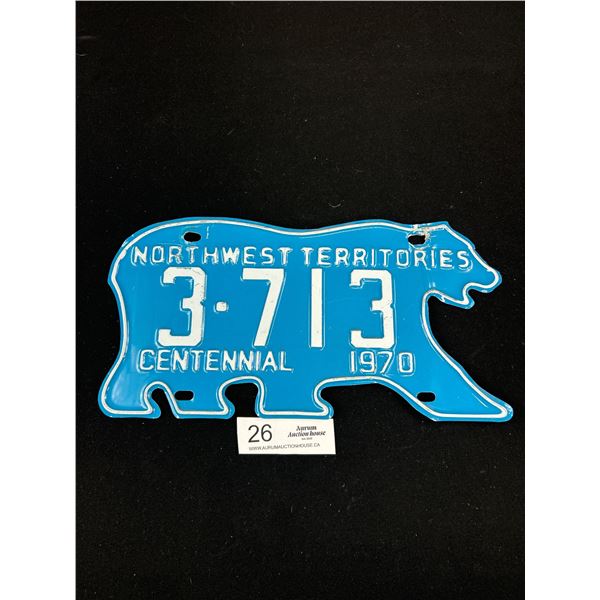 NORTHWEST TERRITORIES
3·713
CENTENNIAL 1970
26
Aurum
Auction house
WWW.AURUMAUCTIONHOUSE.CA